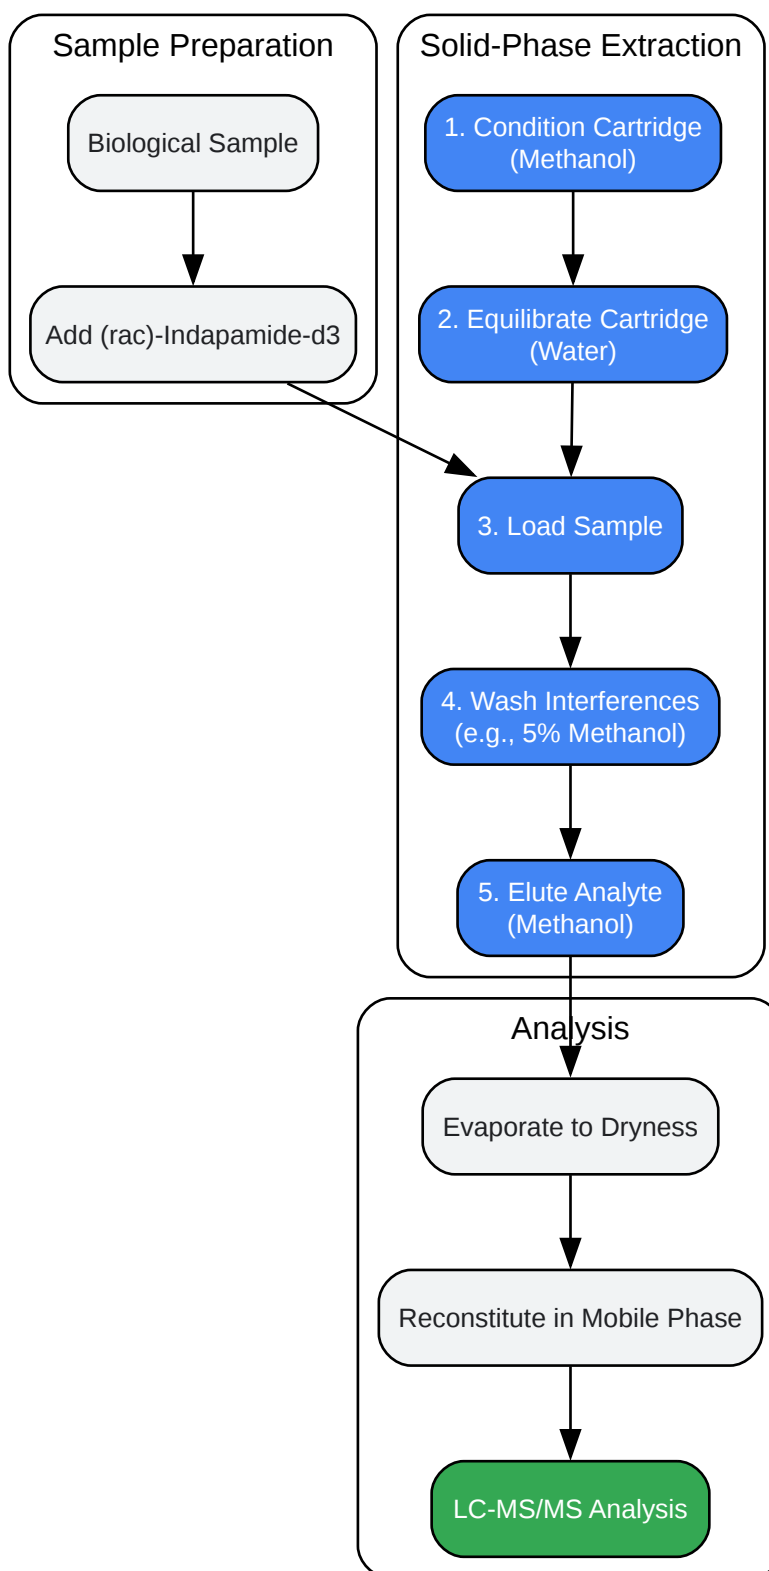 Sample Preparation
Biological Sample
Add (rac)-Indapamide-d3
Solid-Phase Extraction
1. Condition Cartridge
(Methanol)
2. Equilibrate Cartridge
(Water)
3. Load Sample
4. Wash Interferences
(e.g., 5% Methanol)
5. Elute Analyte
(Methanol)
Analysis
Evaporate to Dryness
Reconstitute in Mobile Phase
LC-MS/MS Analysis